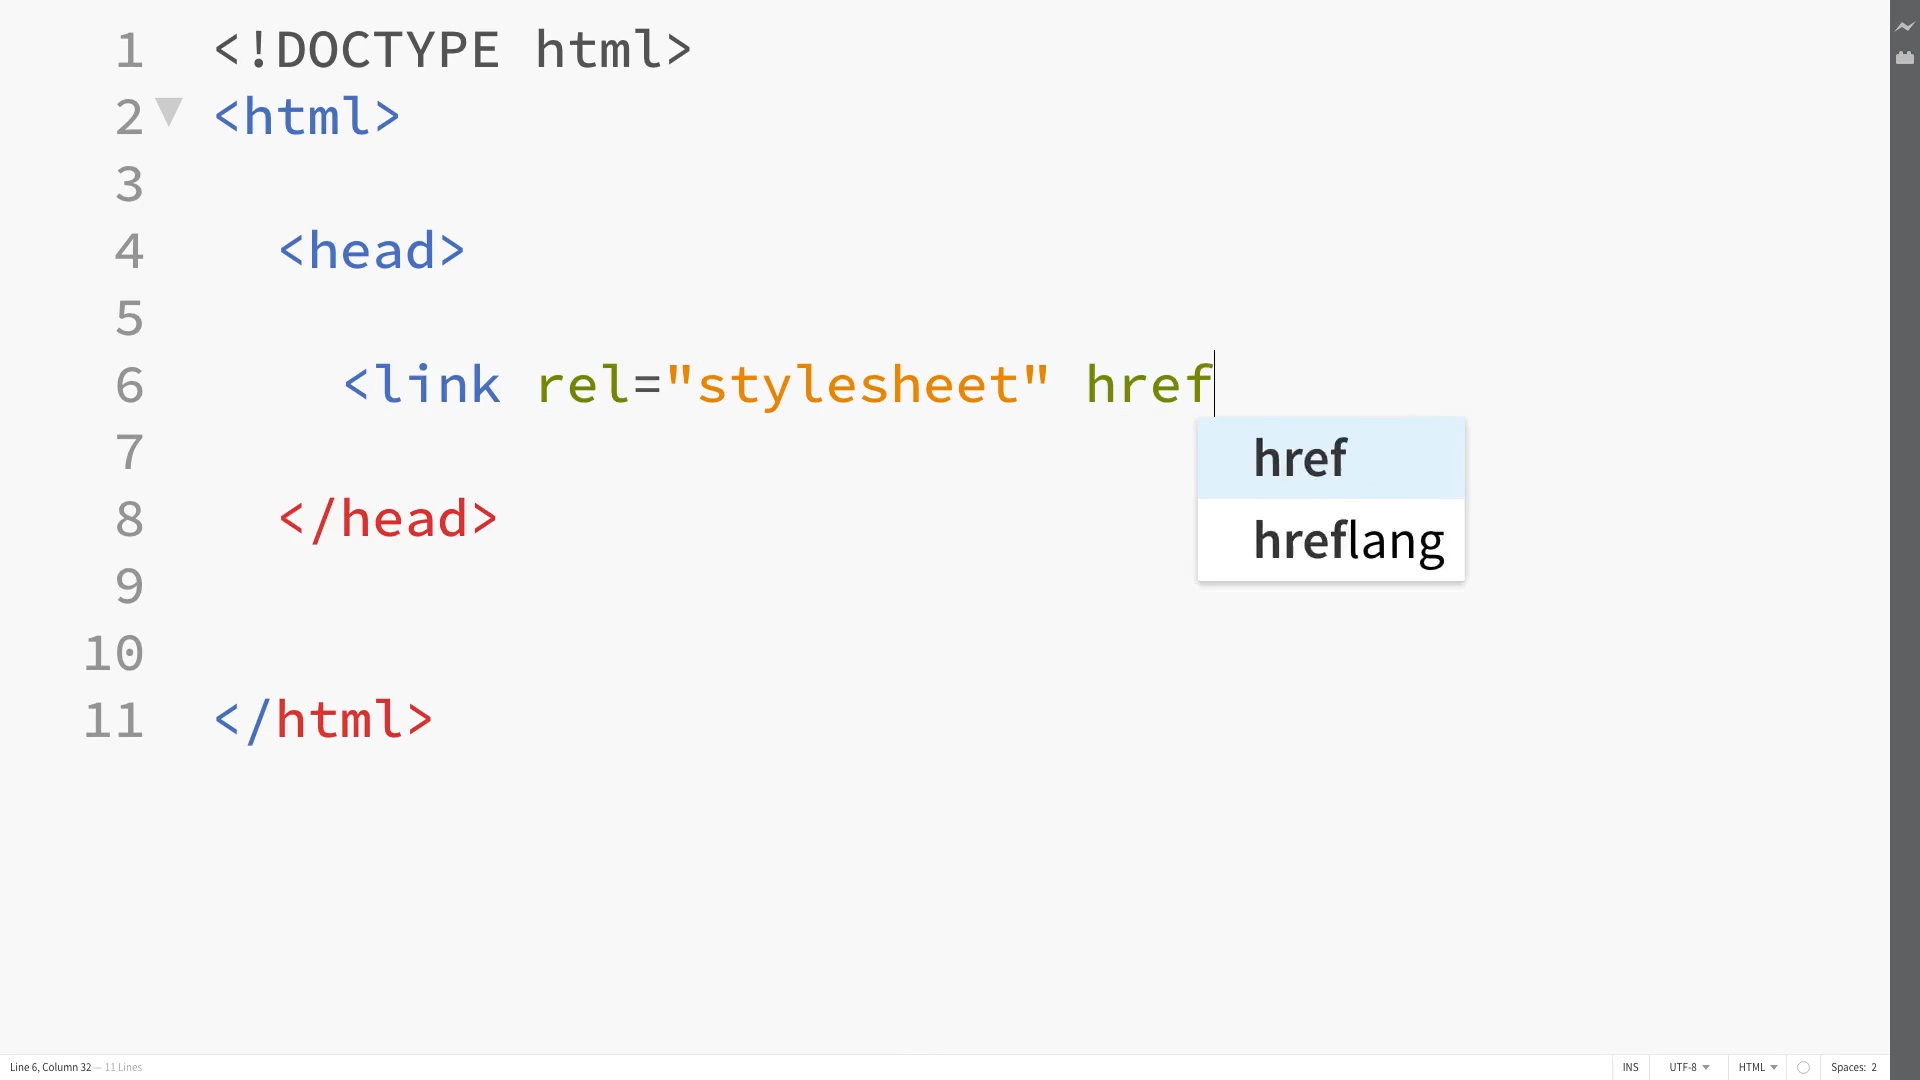 1 <!DOCTYPE html>
2 <html>
3
4 <head>
5
6 <link rel="stylesheet" href
href
hreflang
7
8 </head>
9
10
11 </html>
Line 6, Column 32 — 11 Lines
INS UTF-8 HTML Spaces: 2